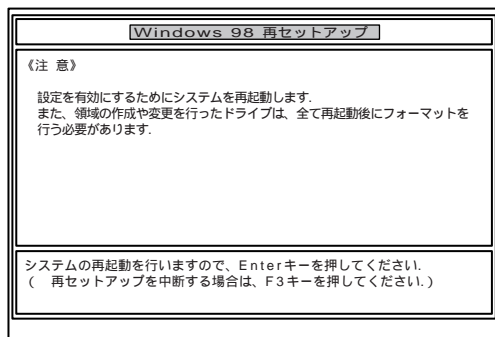 Windows 98 再セットアップ
《注 意》
設定を有効にするためにシステムを再起動します.
また、領域の作成や変更を行ったドライブは、全て再起動後にフォーマットを
行う必要があります.
システムの再起動を行いますので、Enterキーを押してください.
( 再セットアップを中断する場合は、F3キーを押してください.)